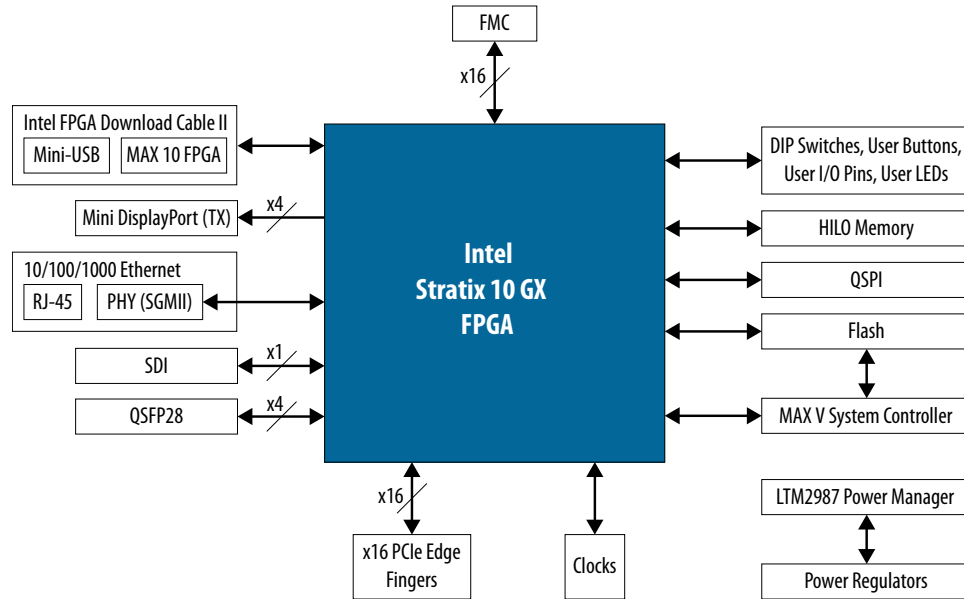 FMC
x16
Intel FPGA Download Cable II
Mini-USB
MAX 10 FPGA
DIP Switches, User Buttons,
User I/O Pins, User LEDs
Mini DisplayPort (TX)
x4
HILO Memory
10/100/1000 Ethernet
RJ-45
PHY (SGMII)
Intel
Stratix 10 GX
FPGA
QSPI
Flash
SDI
x1
QSFP28
x4
MAX V System Controller
x16
x16 PCIe Edge
Fingers
Clocks
LTM2987 Power Manager
Power Regulators